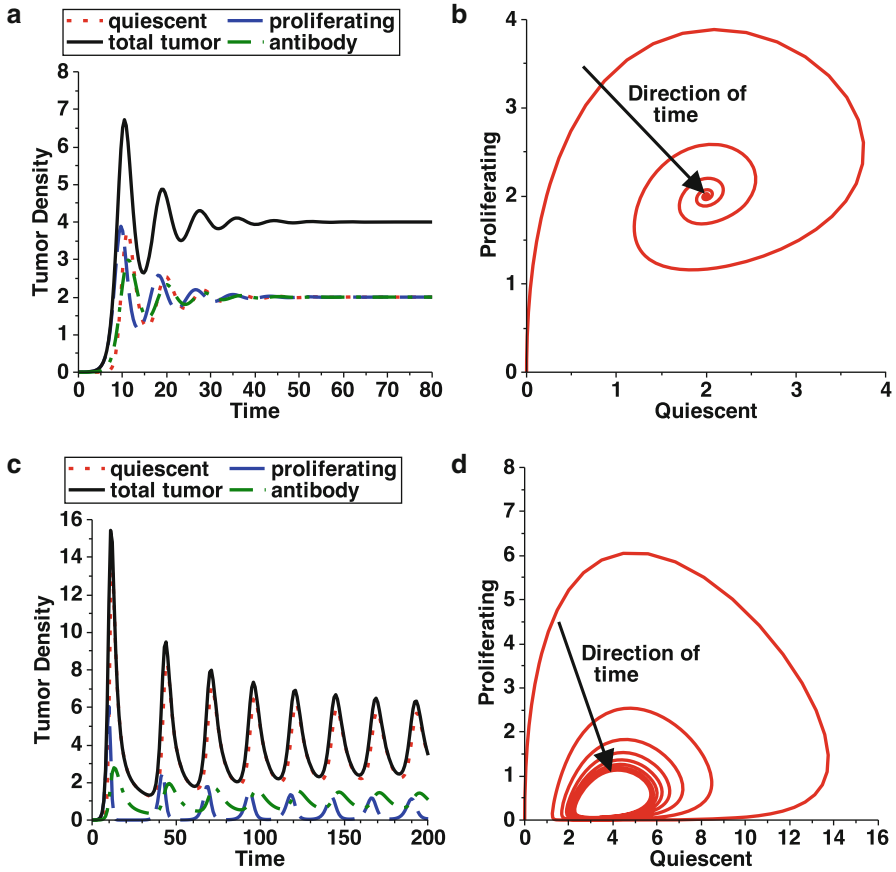 a
quiescent proliferating
total tumor antibody
8
7
6
5
4
3
2
1
0
Tumor Density
0 10 20 30 40 50 60 70 80
Time
b
4
3
2
1
0
Proliferating
Direction of
time
0 1 2 3 4
Quiescent
c
quiescent proliferating
total tumor antibody
16
14
12
10
8
6
4
2
0
Tumor Density
0 50 100 150 200
Time
d
8
7
6
5
4
3
2
1
0
Proliferating
Direction of
time
0 2 4 6 8 10 12 14 16
Quiescent